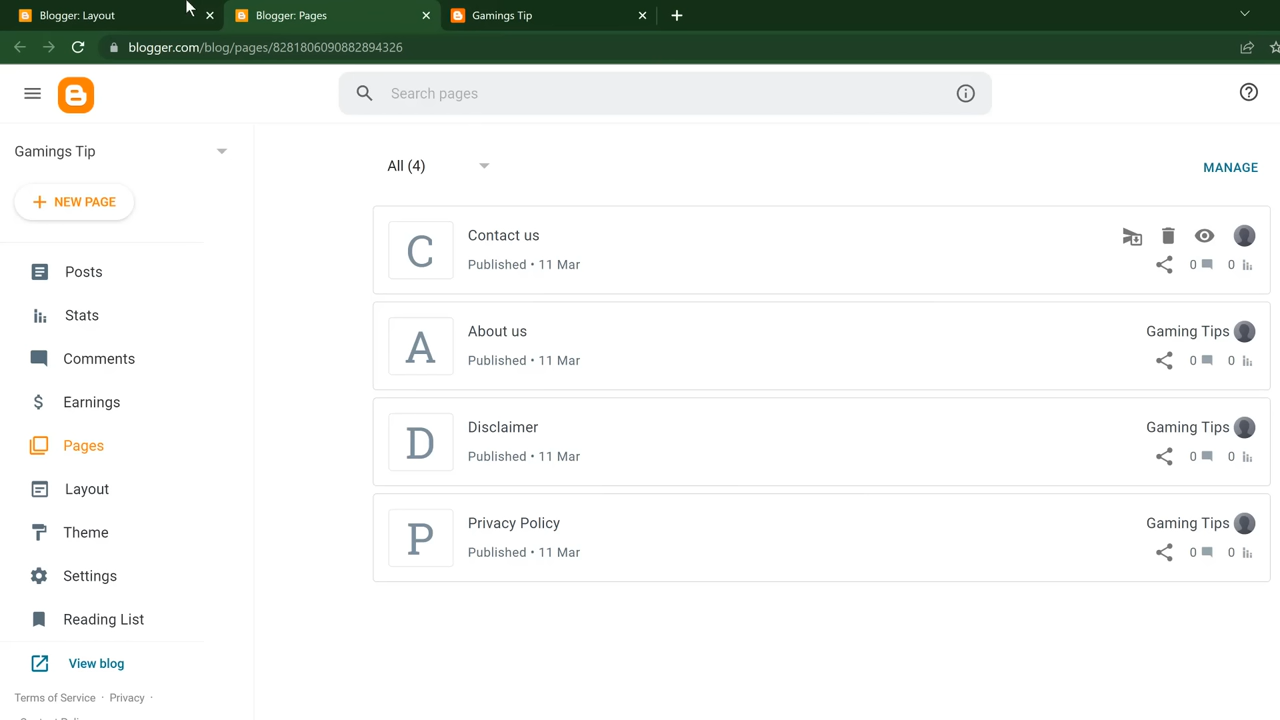 Blogger: Layout
Blogger: Pages
Gamings Tip
blogger.com/blog/pages/8281806090882894326
Search pages
Gamings Tip
NEW PAGE
Posts
Stats
Comments
Earnings
Pages
Layout
Theme
Settings
Reading List
View blog
Terms of Service · Privacy ·
All (4)
MANAGE
C
Contact us
Published • 11 Mar
0
0
A
About us
Gaming Tips
Published • 11 Mar
0
0
D
Disclaimer
Gaming Tips
Published • 11 Mar
0
0
P
Privacy Policy
Gaming Tips
Published • 11 Mar
0
0